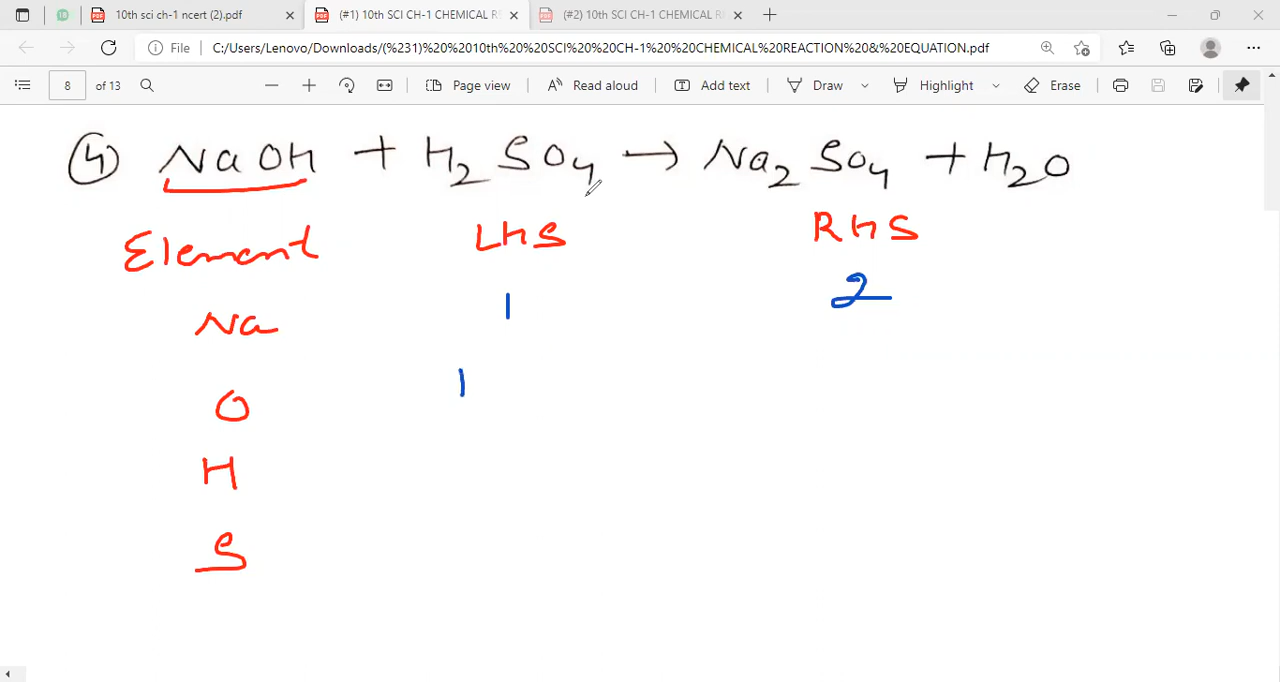 10th sci ch-1 ncert (2).pdf
(#1) 10th SCI CH-1 CHEMICAL RE
(#2) 10th SCI CH-1 CHEMICAL RE
File C:/Users/Lenovo/Downloads/(%231)%20%2010th%20%20SCI%20%20CH-1%20%20CHEMICAL%20REACTION%20&%20EQUATION.pdf
8 of 13 Page view Read aloud Add text Draw Highlight Erase
4 NaOH + H2SO4 → Na2SO4 + H2O
Element LHS RHS
Na 1 2
O 1
H
S